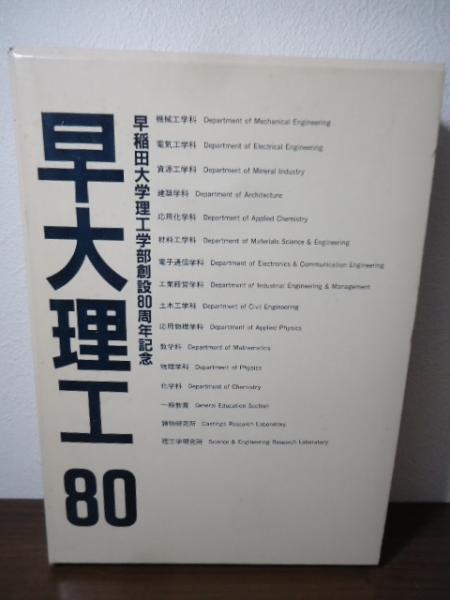 早大理工80
早稲田大学理工学部創設80周年記念
機械工学科 Department of Mechanical Engineering
電気工学科 Department of Electrical Engineering
資源工学科 Department of Mineral Industry
建築学科 Department of Architecture
応用化学科 Department of Applied Chemistry
材料工学科 Department of Materials Science & Engineering
電子通信学科 Department of Electronics & Communication Engineering
工業経営学科 Department of Industrial Engineering & Management
土木工学科 Department of Civil Engineering
応用物理学科 Department of Applied Physics
数学科 Department of Mathematics
物理学科 Department of Physics
化学科 Department of Chemistry
一般教育 General Education Section
鋳物研究所 Castings Research Laboratory
理工学研究所 Science & Engineering Research Laboratory